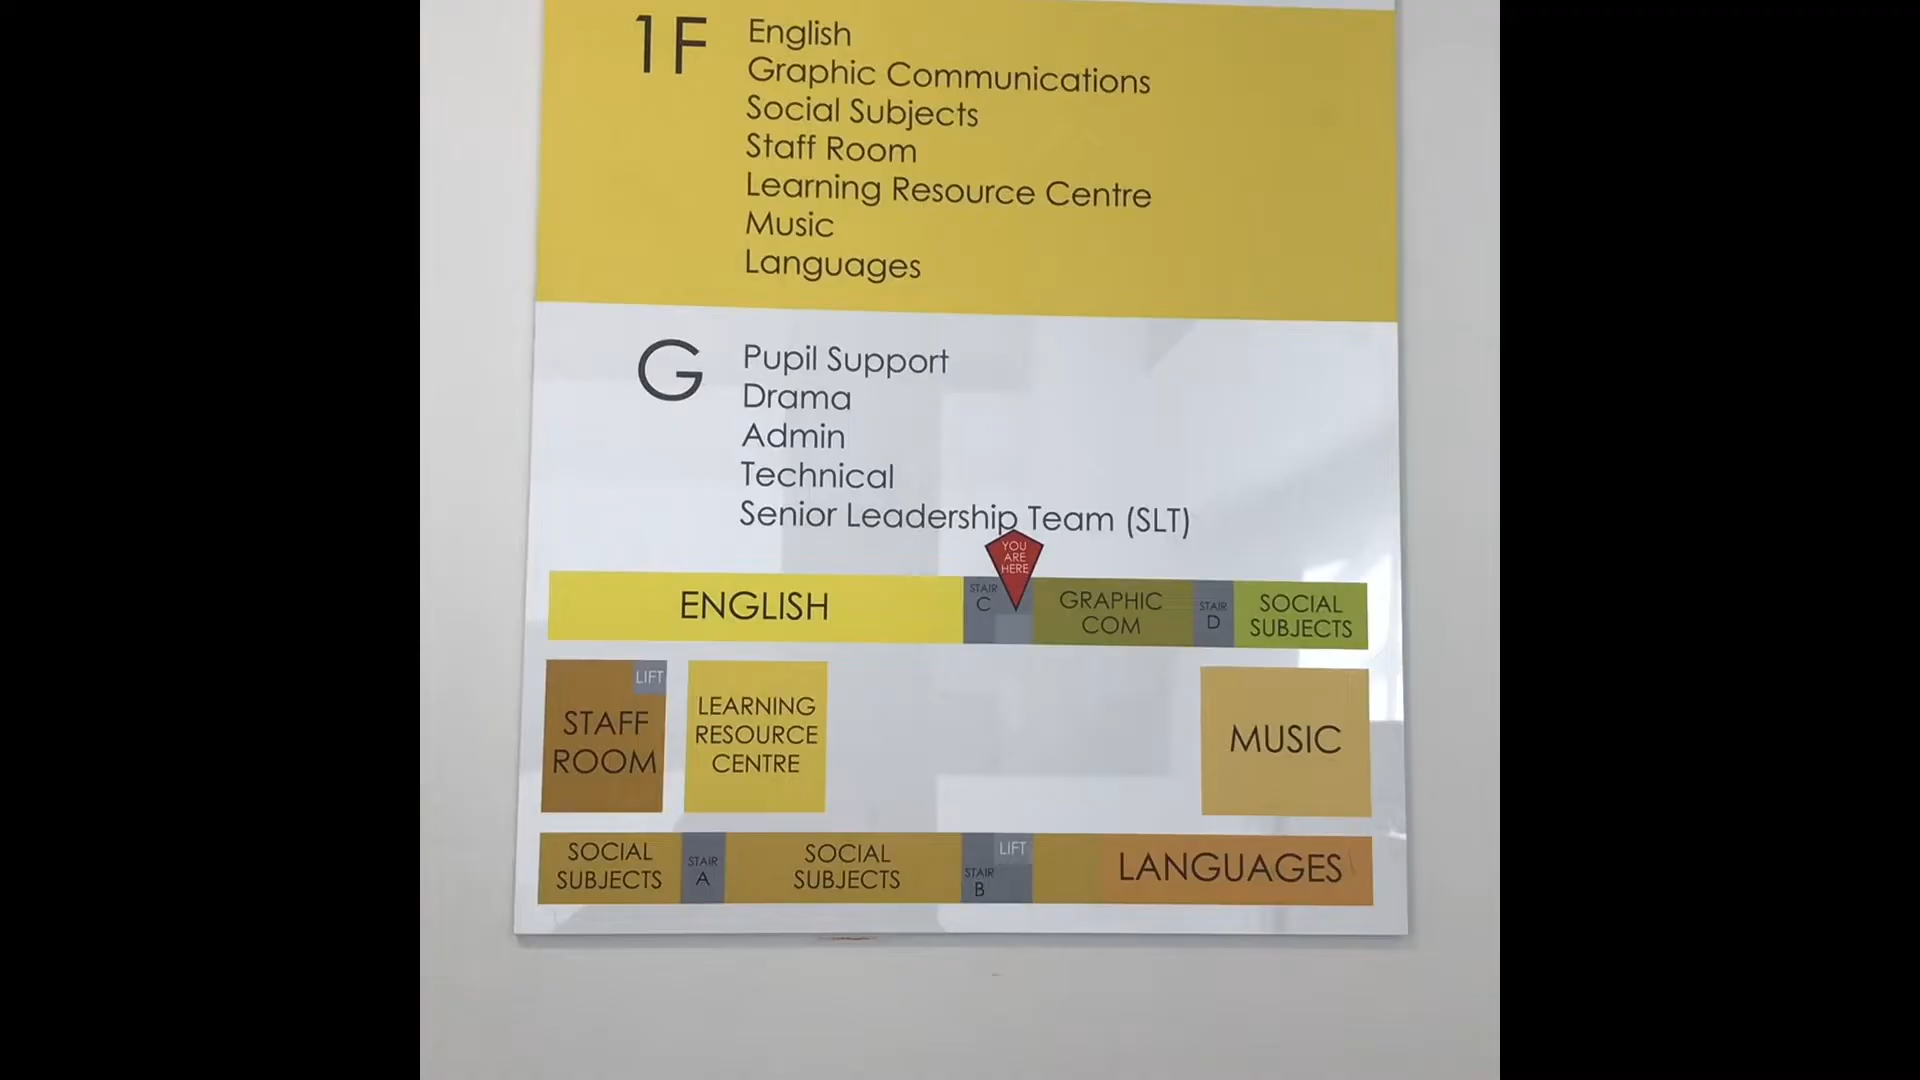 1F
English
Graphic Communications
Social Subjects
Staff Room
Learning Resource Centre
Music
Languages
G
Pupil Support
Drama
Admin
Technical
Senior Leadership Team (SLT)
YOU
ARE
HERE
ENGLISH
STAIR
C
GRAPHIC
COM
STAIR
D
SOCIAL
SUBJECTS
LIFT
STAFF
ROOM
LEARNING
RESOURCE
CENTRE
MUSIC
SOCIAL
SUBJECTS
STAIR
A
SOCIAL
SUBJECTS
LIFT
STAIR
B
LANGUAGES